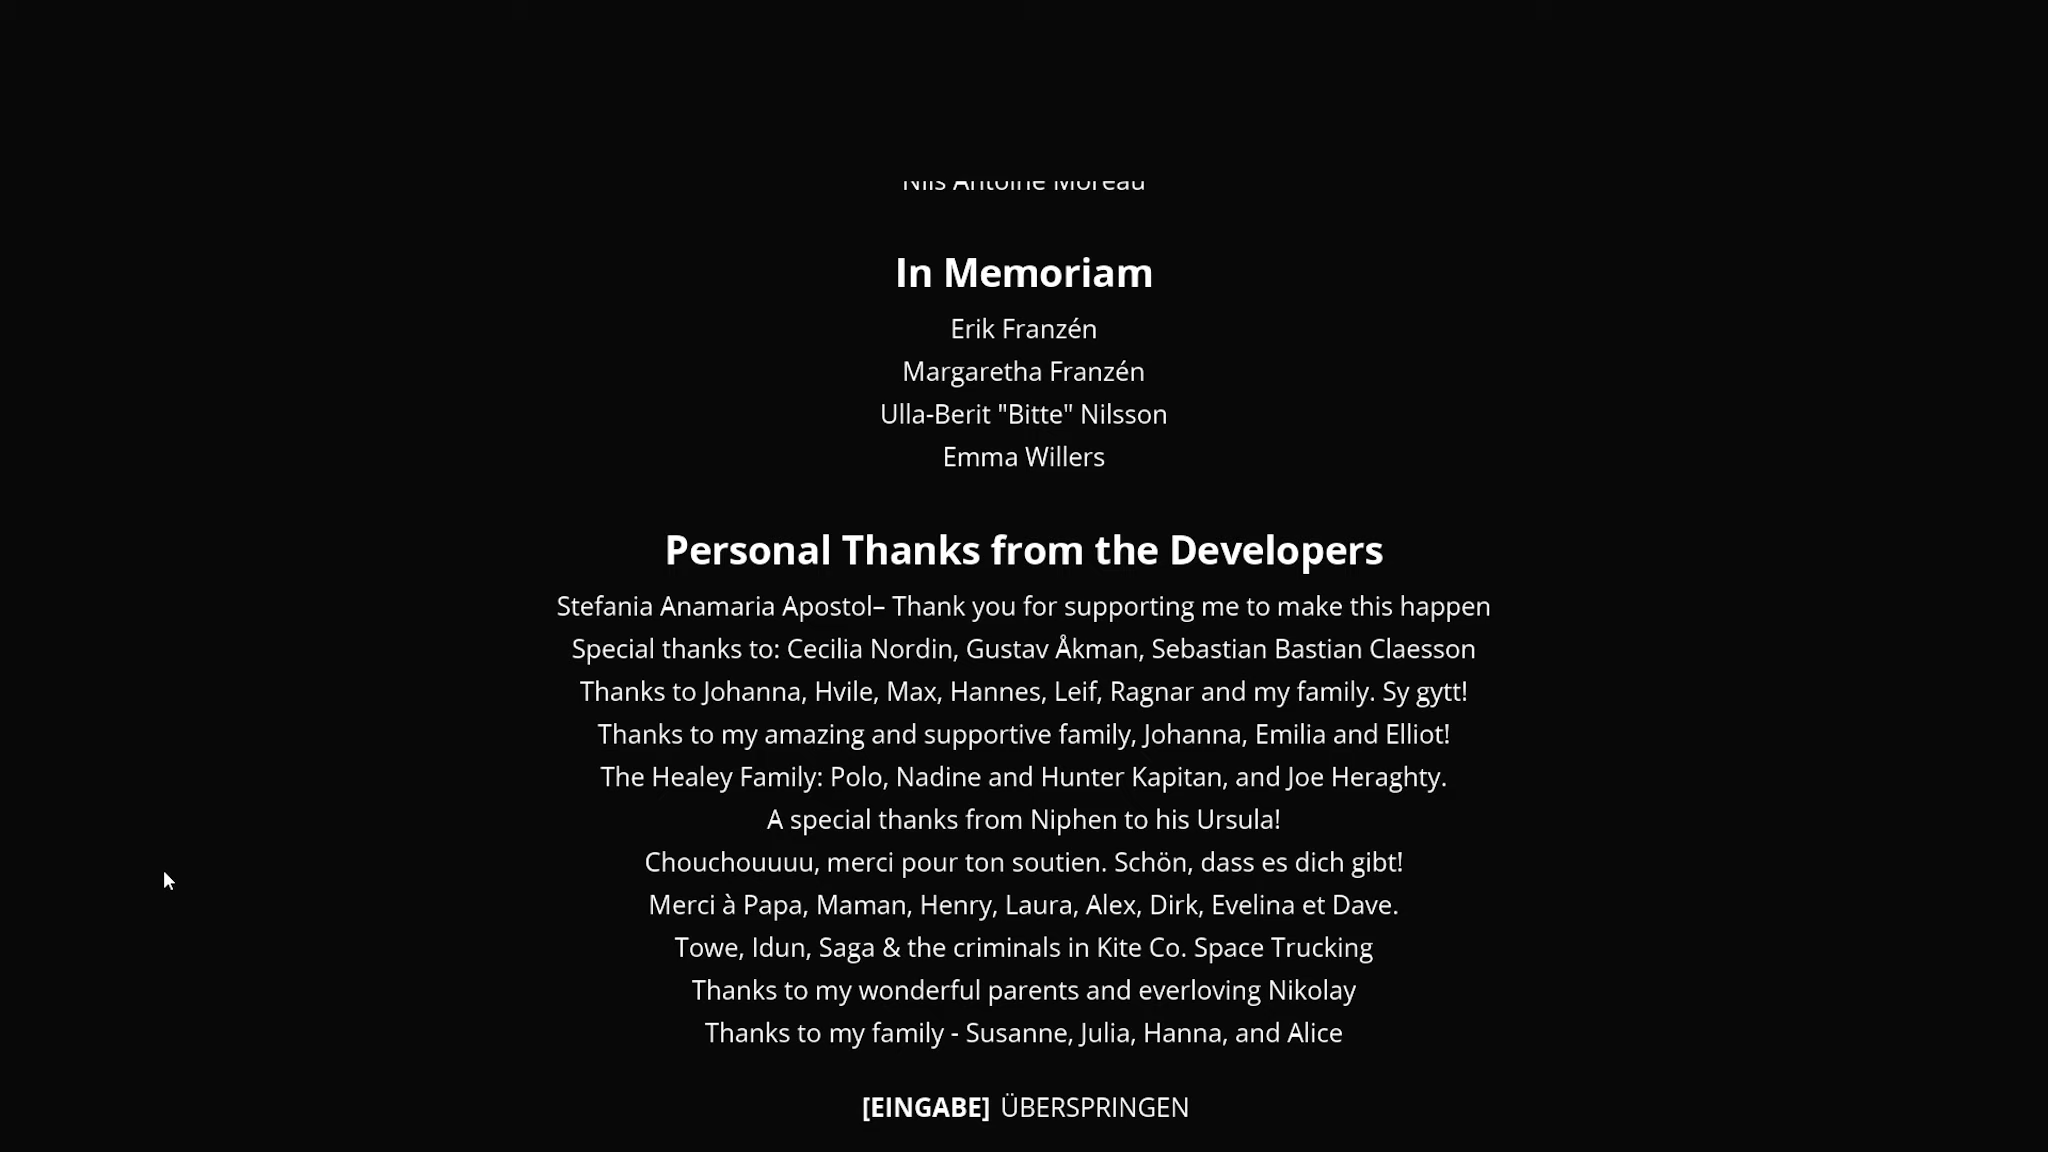 Nils Antoine Moreau
In Memoriam
Erik Franzén
Margaretha Franzén
Ulla-Berit "Bitte" Nilsson
Emma Willers
Personal Thanks from the Developers
Stefania Anamaria Apostol– Thank you for supporting me to make this happen
Special thanks to: Cecilia Nordin, Gustav Åkman, Sebastian Bastian Claesson
Thanks to Johanna, Hvile, Max, Hannes, Leif, Ragnar and my family. Sy gytt!
Thanks to my amazing and supportive family, Johanna, Emilia and Elliot!
The Healey Family: Polo, Nadine and Hunter Kapitan, and Joe Heraghty.
A special thanks from Niphen to his Ursula!
Chouchouuuu, merci pour ton soutien. Schön, dass es dich gibt!
Merci à Papa, Maman, Henry, Laura, Alex, Dirk, Evelina et Dave.
Towe, Idun, Saga & the criminals in Kite Co. Space Trucking
Thanks to my wonderful parents and everloving Nikolay
Thanks to my family - Susanne, Julia, Hanna, and Alice
[EINGABE] ÜBERSPRINGEN